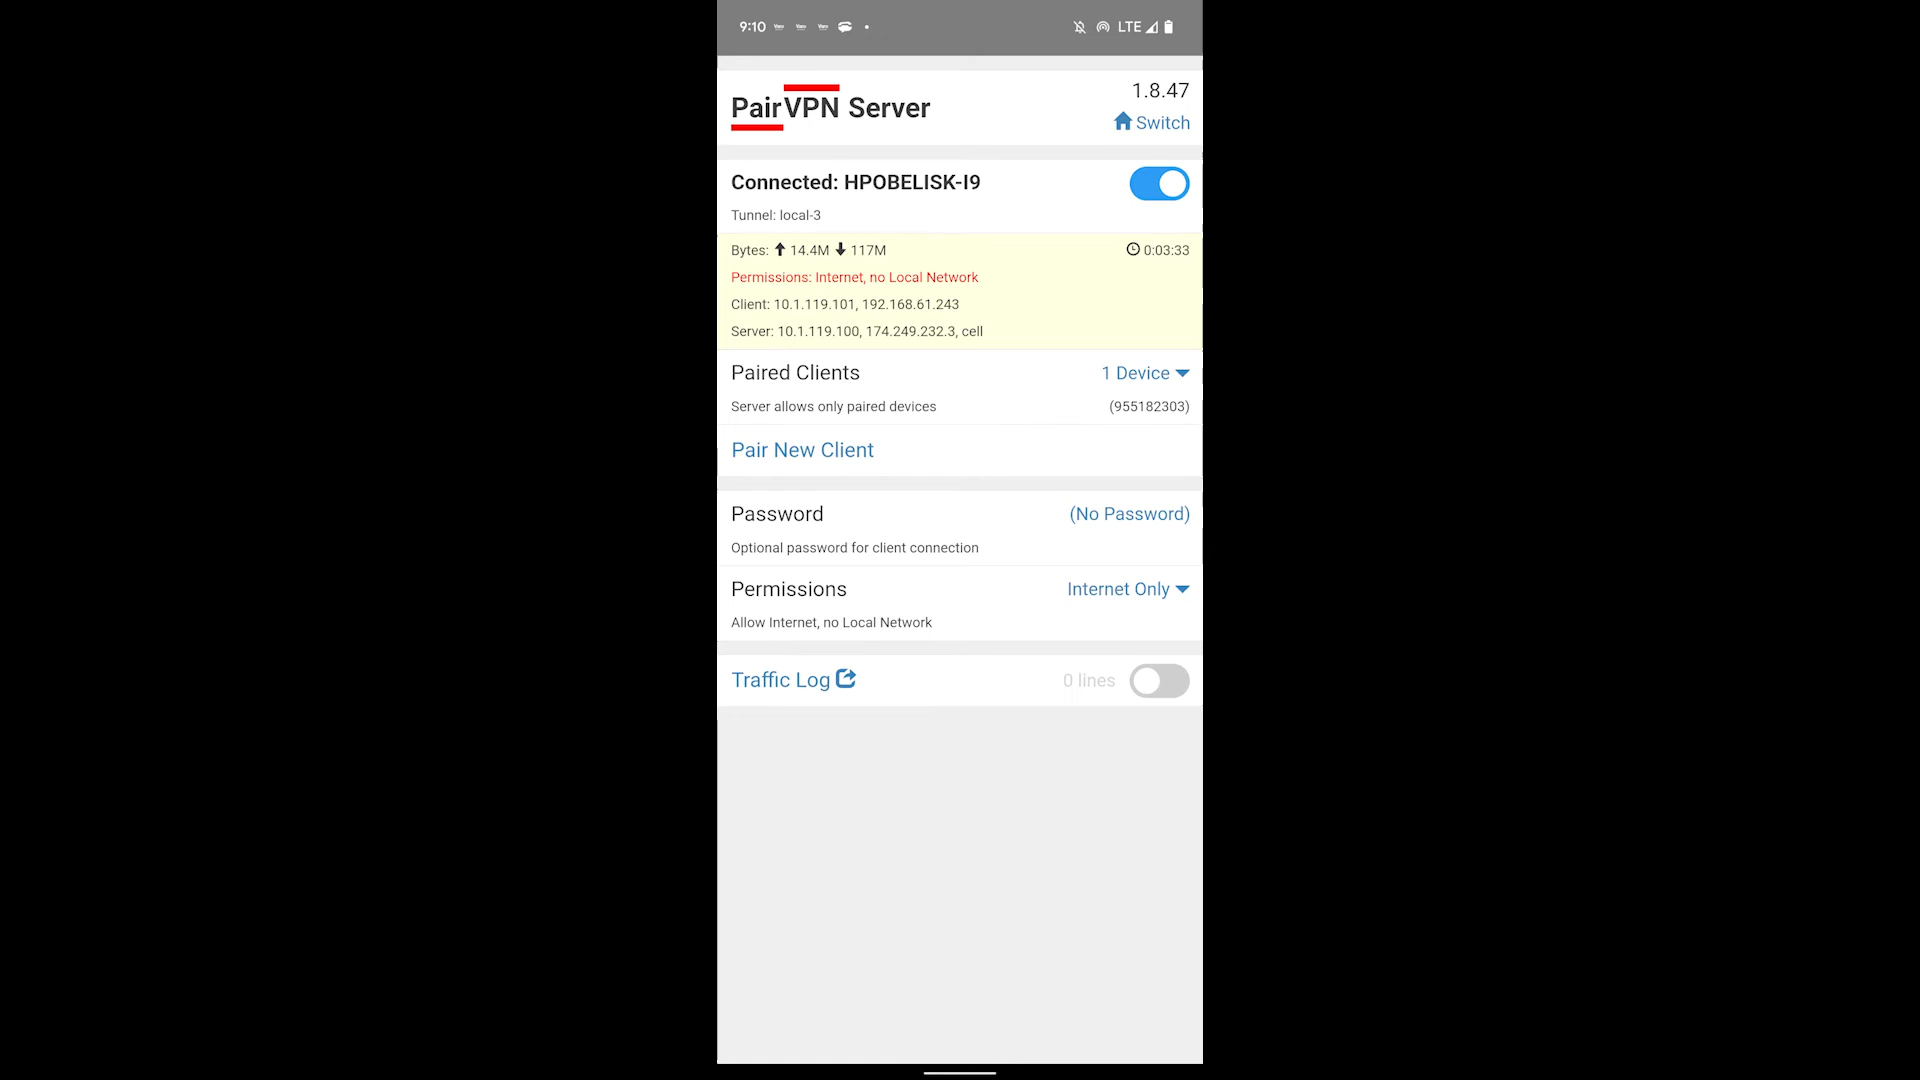 9:10
LTE
PairVPN Server
1.8.47
Switch
Connected: HPOBELISK-I9
Tunnel: local-3
Bytes: 14.4M 117M
0:03:33
Permissions: Internet, no Local Network
Client: 10.1.119.101, 192.168.61.243
Server: 10.1.119.100, 174.249.232.3, cell
Paired Clients
1 Device
Server allows only paired devices
(955182303)
Pair New Client
Password
(No Password)
Optional password for client connection
Permissions
Internet Only
Allow Internet, no Local Network
Traffic Log
0 lines